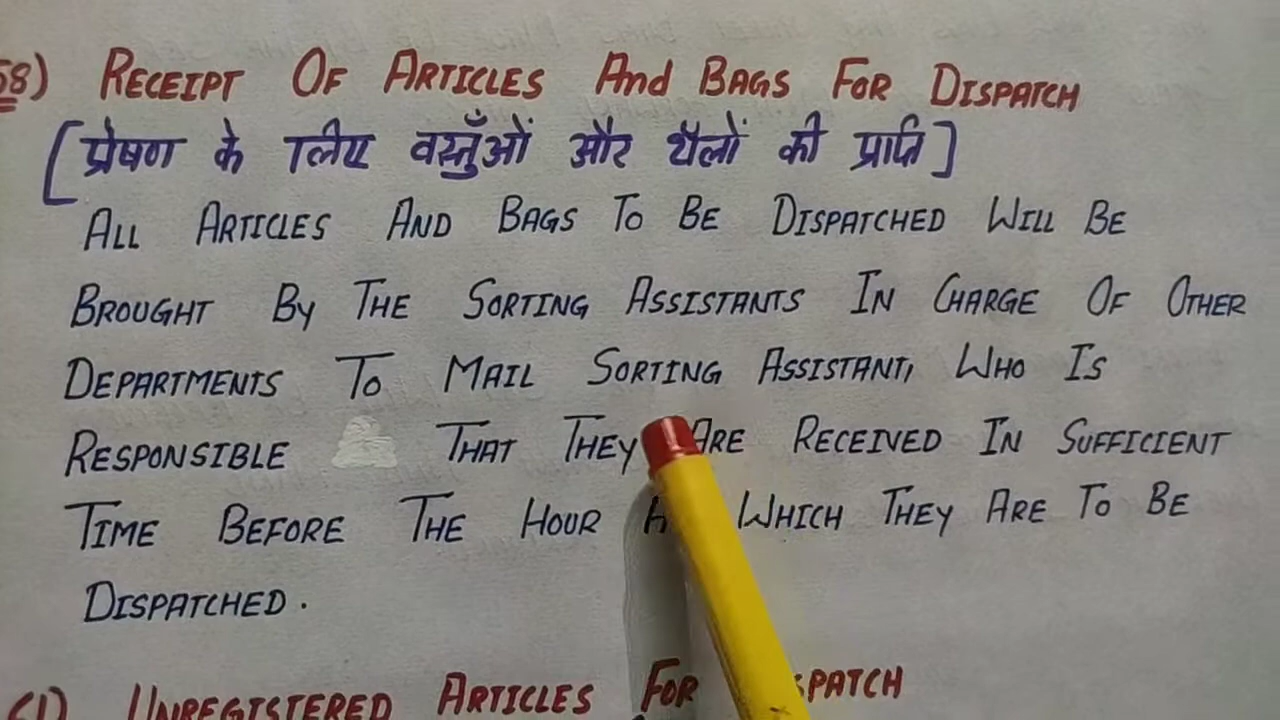 58) RECEIPT OF ARTICLES And BAGS FOR DISPATCH
[प्रेषण के लिए वस्तुँओं और थैलों की प्राप्ति]
ALL ARTICLES AND BAGS TO BE DISPATCHED WILL BE
BROUGHT By THE SORTING ASSISTANTS IN CHARGE OF OTHER
DEPARTMENTS TO MAIL SORTING ASSISTANT, WHO IS
RESPONSIBLE THAT THEY ARE RECEIVED IN SUFFICIENT
TIME BEFORE THE HOUR WHICH THEY ARE TO BE
DISPATCHED.
UNREGISTERED ARTICLES FOR